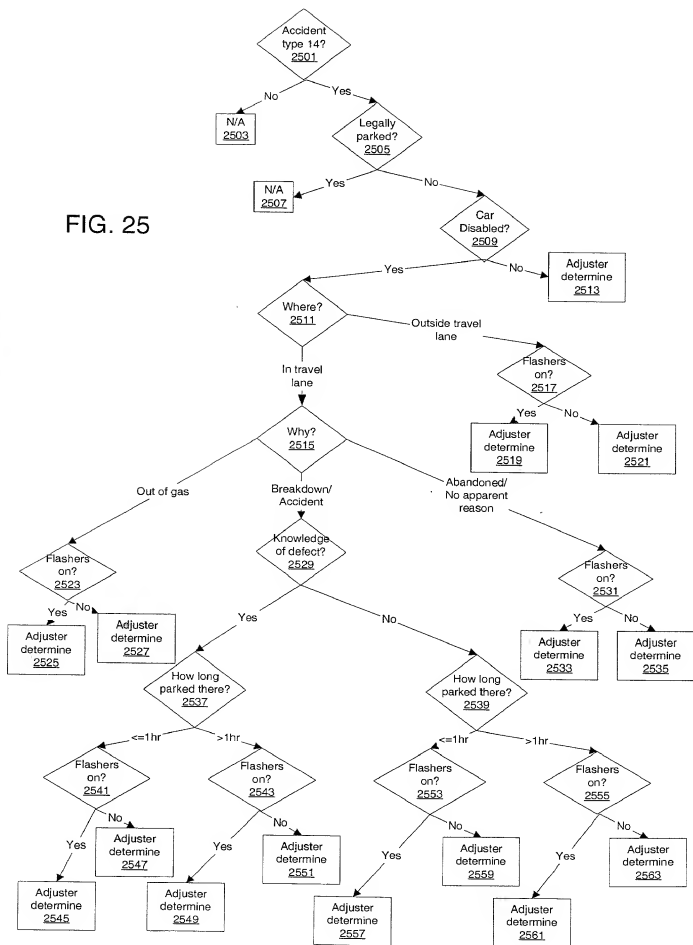 Accident
type 14?
2501
No
Yes
N/A
2503
Legally
parked?
2505
Yes
No
N/A
2507
FIG. 25
Car
Disabled?
2509
Yes
No
Adjuster
determine
2513
Where?
2511
Outside travel
lane
In travel
lane
Flashers
on?
2517
Yes
No
Adjuster
determine
2519
Adjuster
determine
2521
Why?
2515
Out of gas
Breakdown/
Accident
Abandoned/
No apparent
reason
Flashers
on?
2523
Yes
No
Adjuster
determine
2525
Adjuster
determine
2527
Knowledge
of defect?
2529
Flashers
on?
2531
Yes
No
Adjuster
determine
2533
Adjuster
determine
2535
Yes
No
How long
parked there?
2537
How long
parked there?
2539
<=1hr
>1hr
<=1hr
>1hr
Flashers
on?
2541
Flashers
on?
2543
Flashers
on?
2553
Flashers
on?
2555
Yes
No
Yes
No
Yes
No
Yes
No
Adjuster
determine
2547
Adjuster
determine
2551
Adjuster
determine
2559
Adjuster
determine
2563
Adjuster
determine
2545
Adjuster
determine
2549
Adjuster
determine
2557
Adjuster
determine
2561